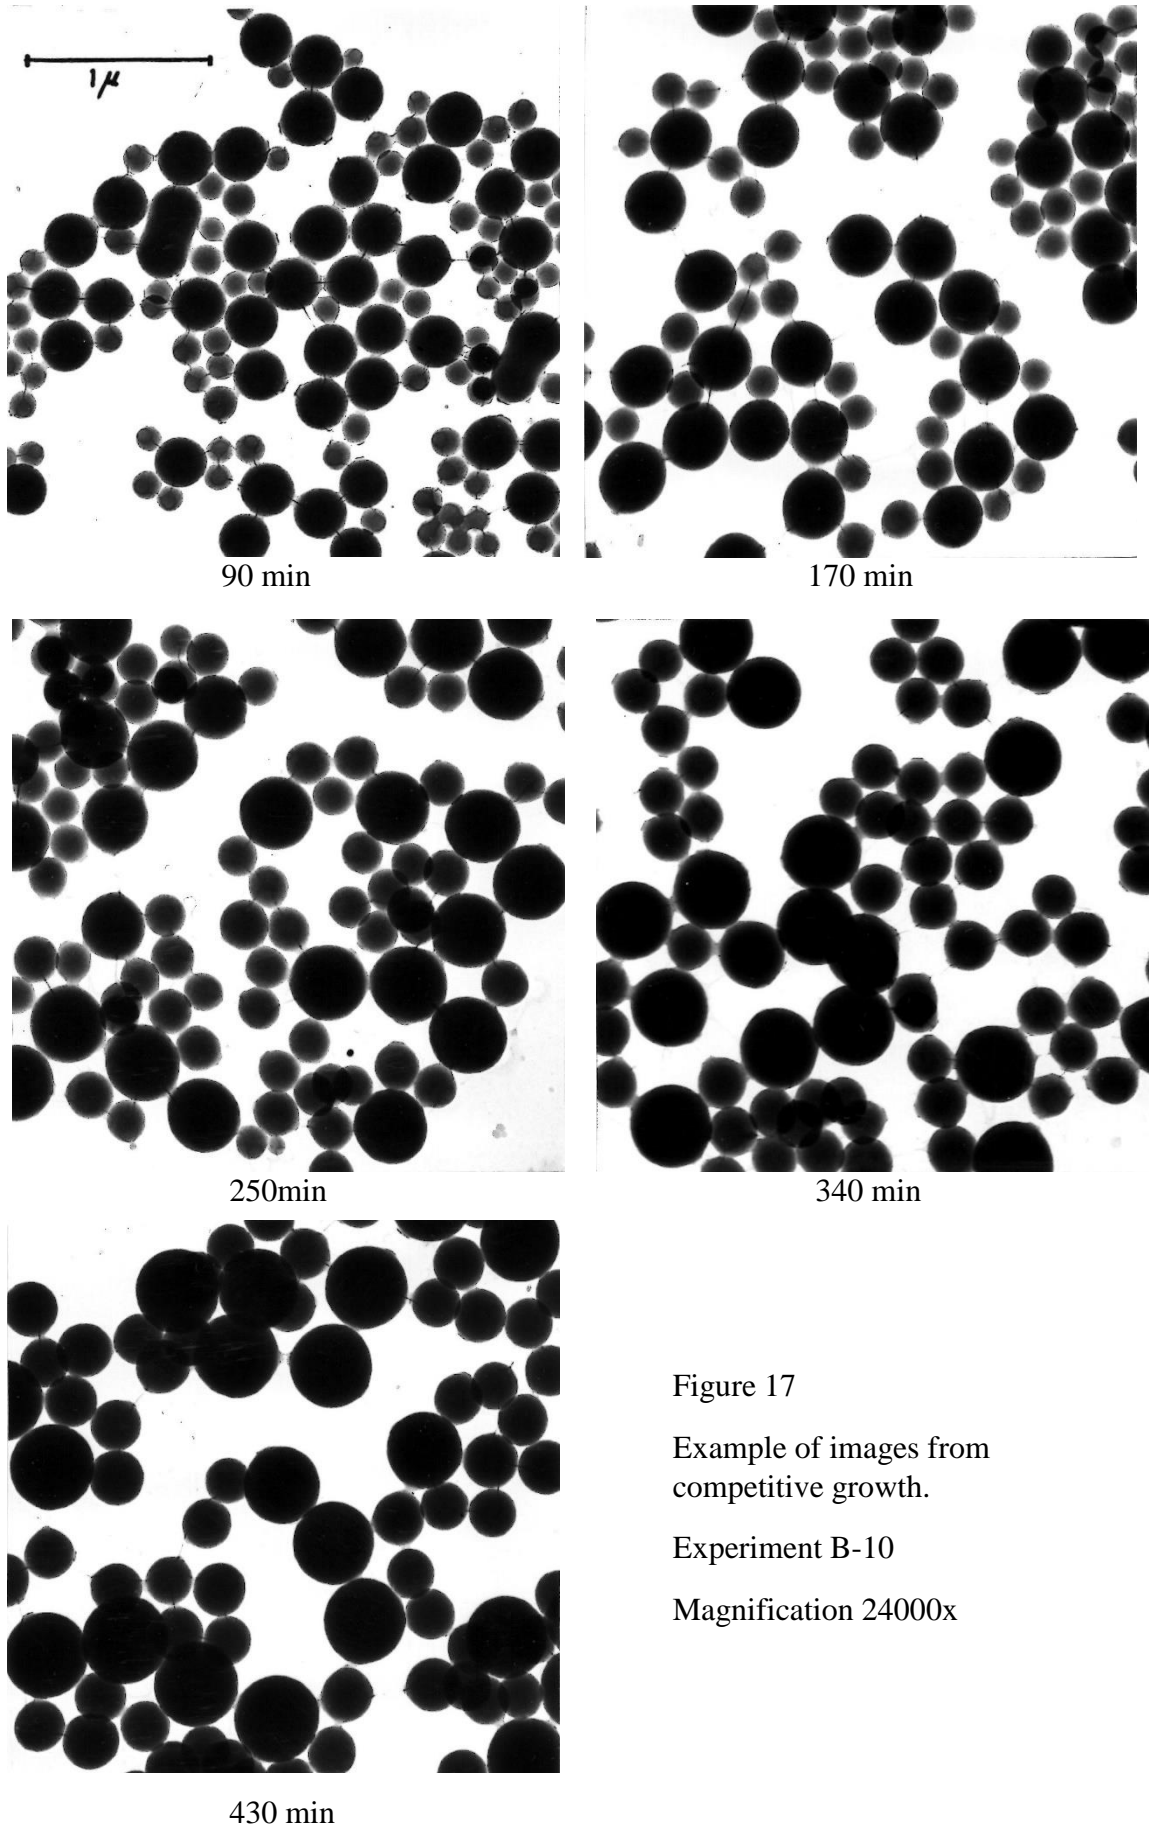 1 µ
90 min
170 min
250min
340 min
430 min
Figure 17
Example of images from
competitive growth.
Experiment B-10
Magnification 24000x